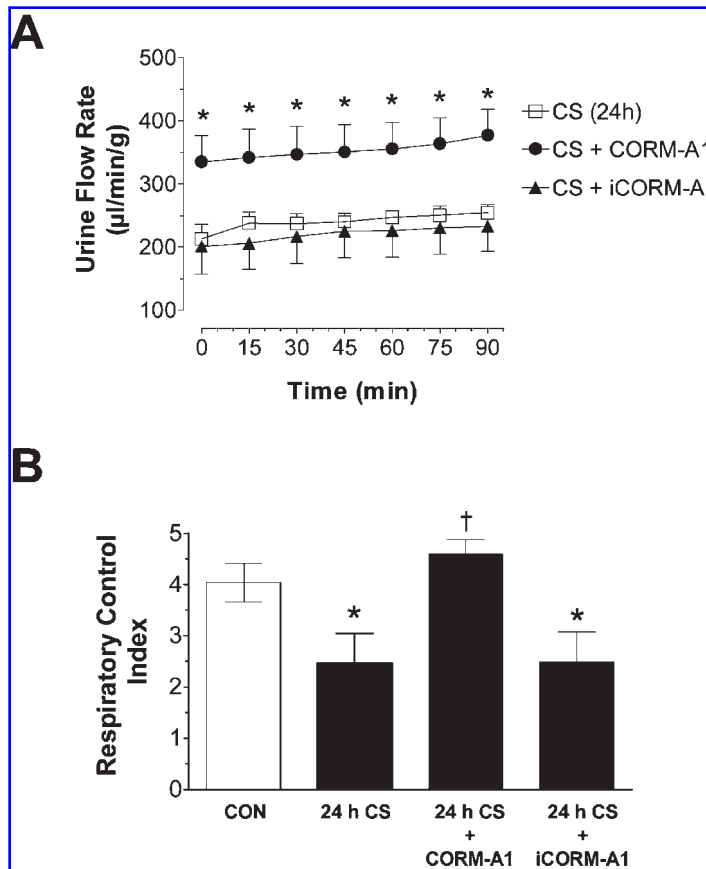 A
500
400
300
200
100
Urine Flow Rate
(µl/min/g)
* * * * * * *
CS (24h)
CS + CORM-A1
CS + iCORM-A
0 15 30 45 60 75 90
Time (min)
B
5
4
3
2
1
0
Respiratory Control
Index
*
†
*
CON
24 h CS
24 h CS
+
CORM-A1
24 h CS
+
iCORM-A1